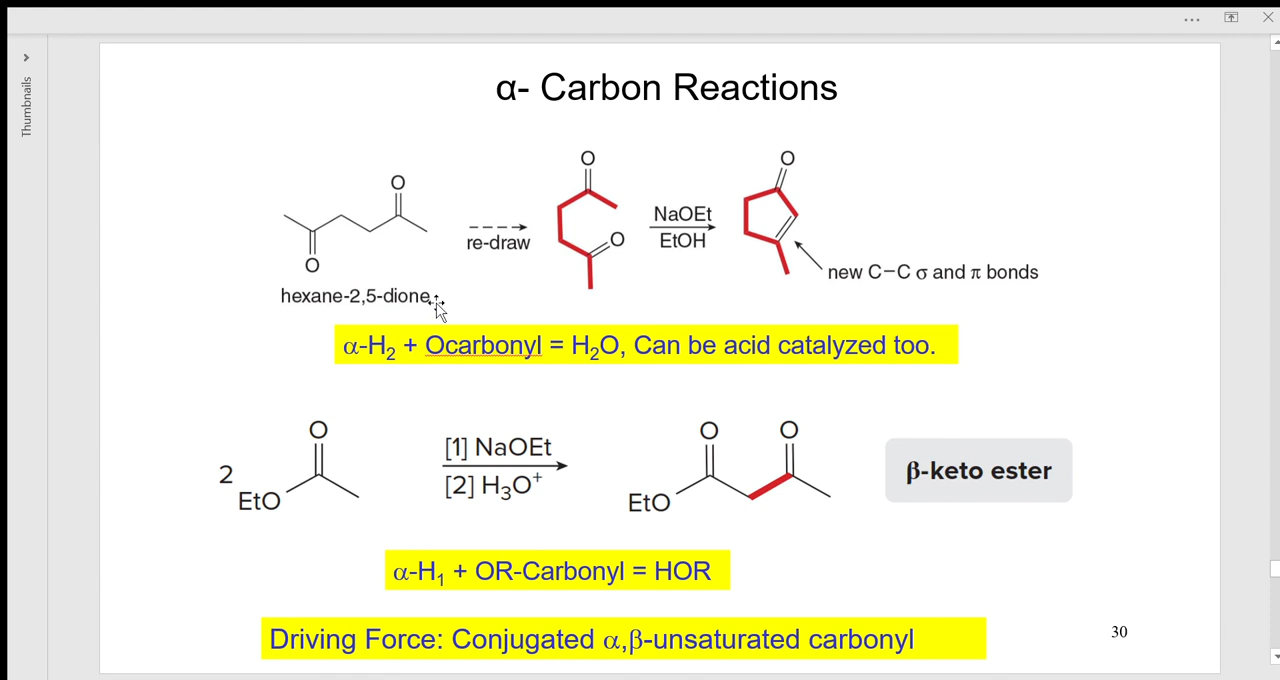 Thumbnails
α- Carbon Reactions
O
O
hexane-2,5-dione
re-draw
O
O
NaOEt
EtOH
O
new C−C σ and π bonds
α-H₂ + Ocarbonyl = H₂O, Can be acid catalyzed too.
2
O
EtO
[1] NaOEt
[2] H₃O⁺
O
O
EtO
β-keto ester
α-H₁ + OR-Carbonyl = HOR
Driving Force: Conjugated α,β-unsaturated carbonyl
30